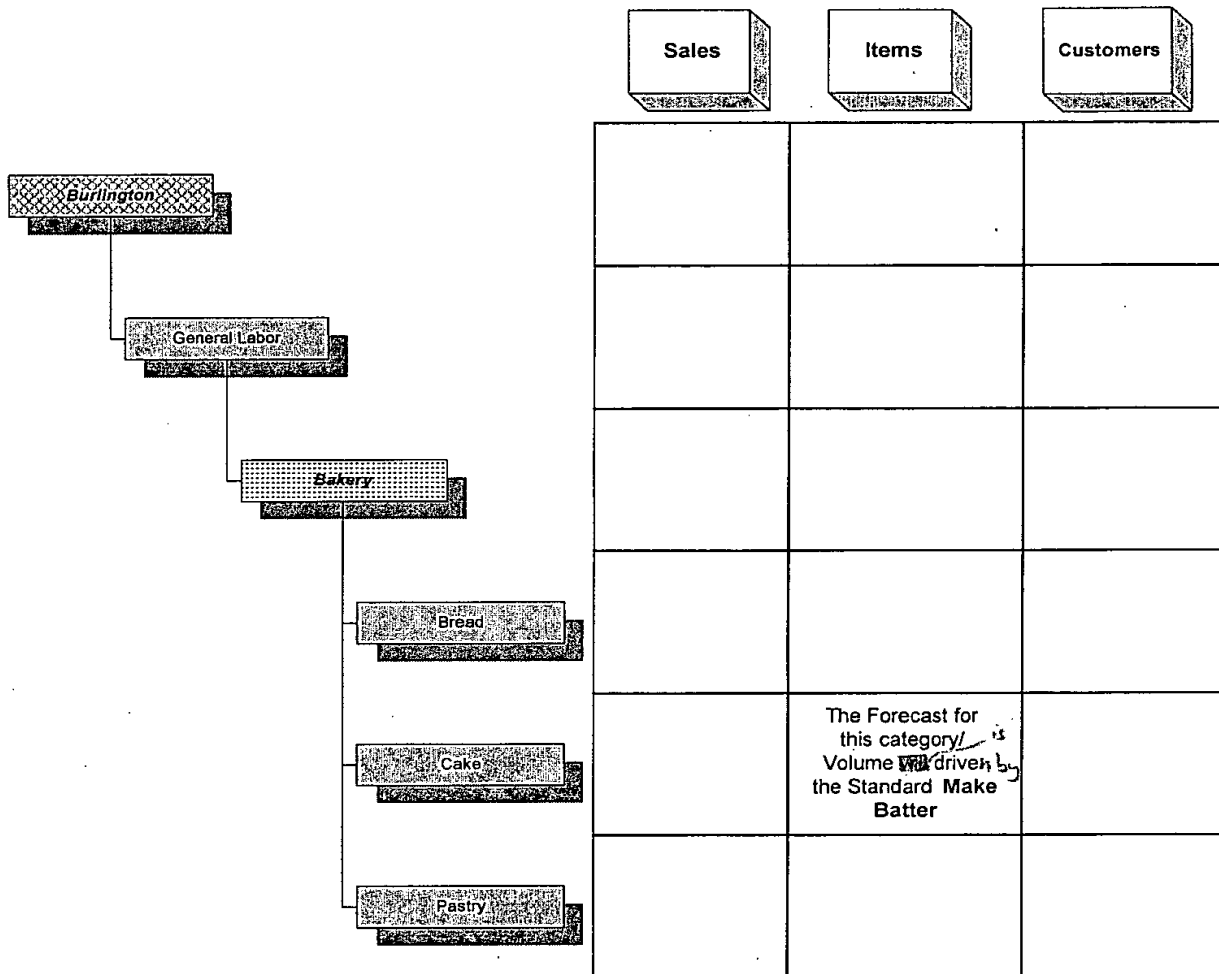 Sales Items Customers
Burlington
General Labor
Bakery
Bread
Cake
The Forecast for
this category/ is
Volume driven by
the Standard Make
Batter
Pastry